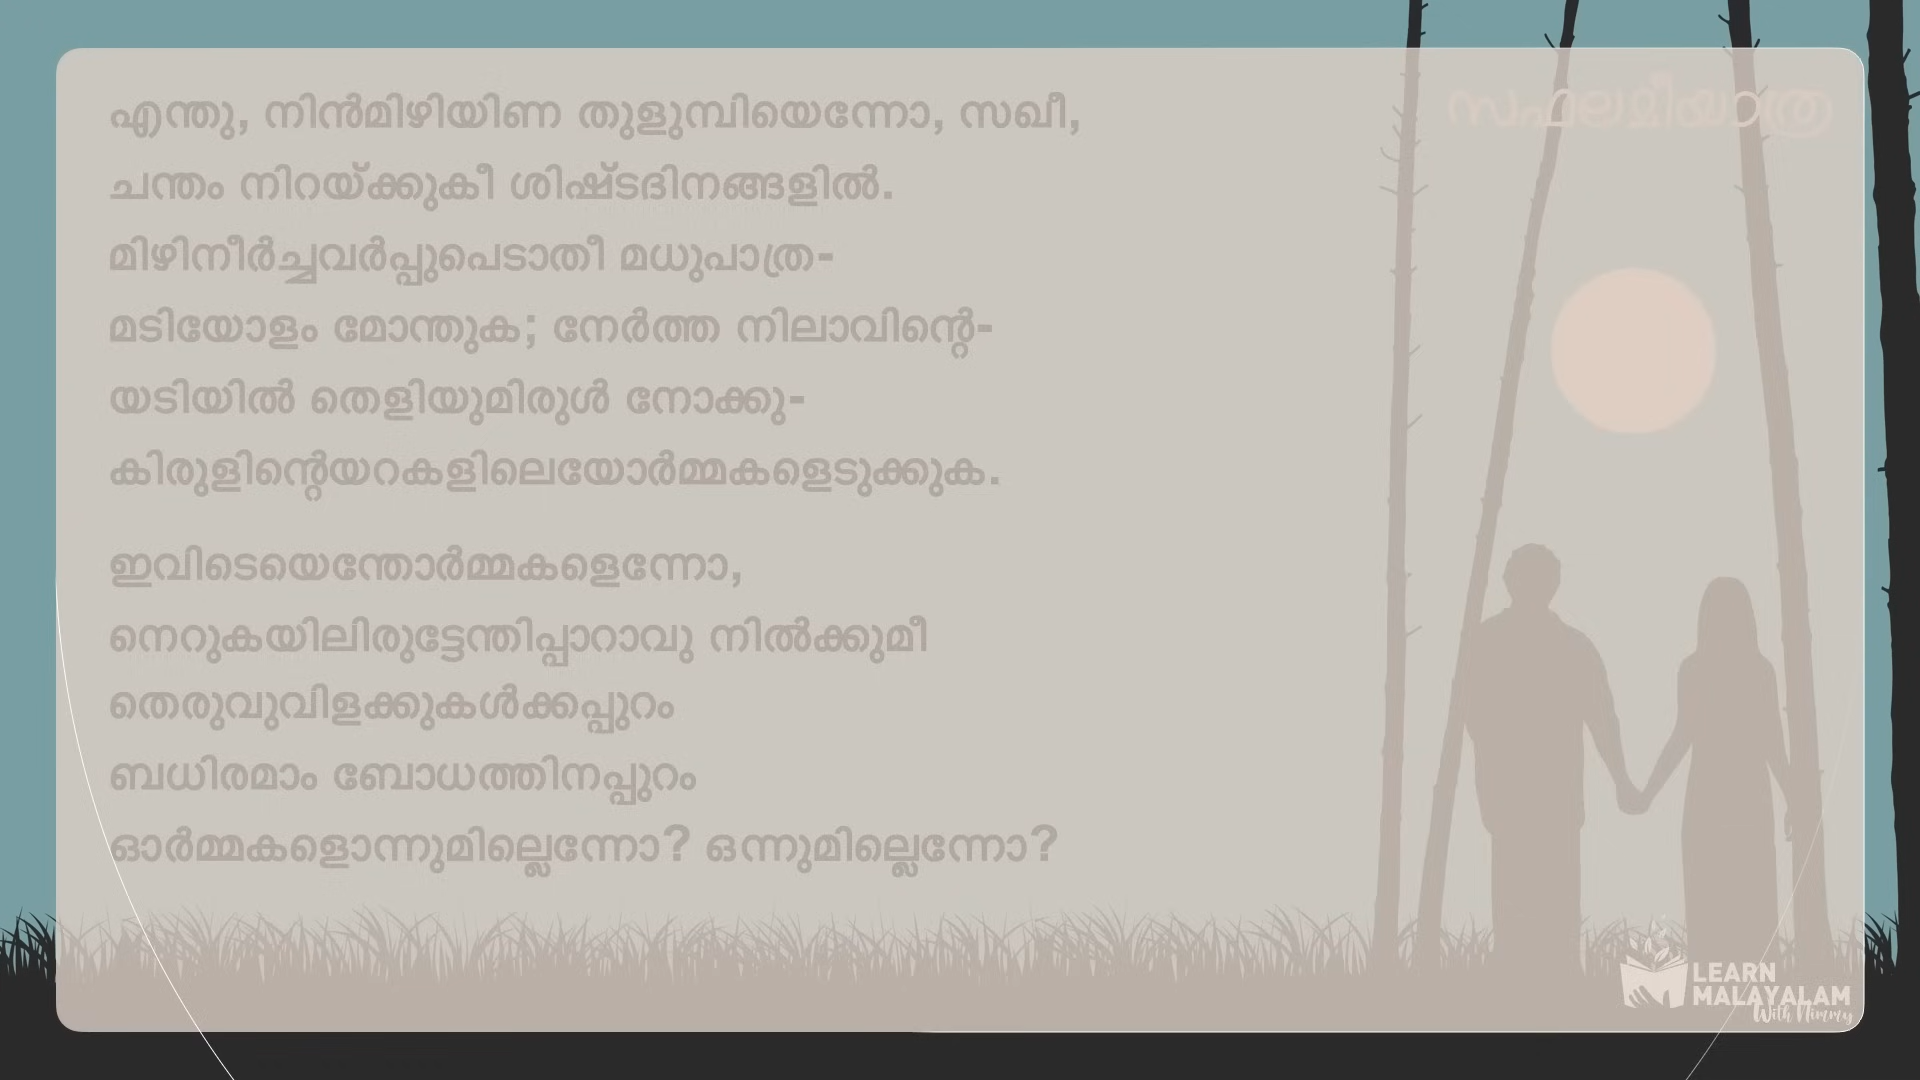 സഫലമീയാത്ര
എന്തു, നിൻമിഴിയിണ തുളുമ്പിയെന്നോ, സഖീ,
ചന്തം നിറയ്ക്കുകീ ശിഷ്ടദിനങ്ങളിൽ.
മിഴിനീർച്ചവർപ്പുപെടാതീ മധുപാത്ര-
മടിയോളം മോന്തുക; നേർത്ത നിലാവിന്റെ-
യടിയിൽ തെളിയുമിരുൾ നോക്കു-
കിരുളിന്റെയറകളിലെയോർമ്മകളെടുക്കുക.
ഇവിടെയെന്തോർമ്മകളെന്നോ,
നെറുകയിലിരുട്ടേന്തിപ്പാറാവു നിൽക്കുമീ
തെരുവുവിളക്കുകൾക്കപ്പുറം
ബധിരമാം ബോധത്തിനപ്പുറം
ഓർമ്മകളൊന്നുമില്ലെന്നോ? ഒന്നുമില്ലെന്നോ?
LEARN
MALAYALAM
With Nimmy